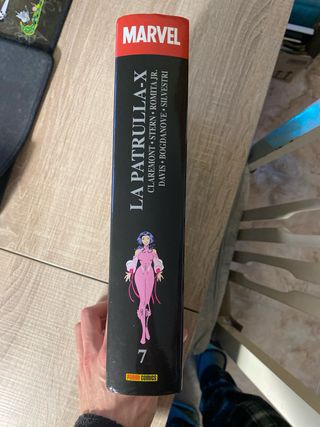 MARVEL
LA PATRULLA-X
CLAREMONT • STERN • ROMITA JR.
DAVIS • BOGDANOVE • SILVESTRI
7
PANINI COMICS